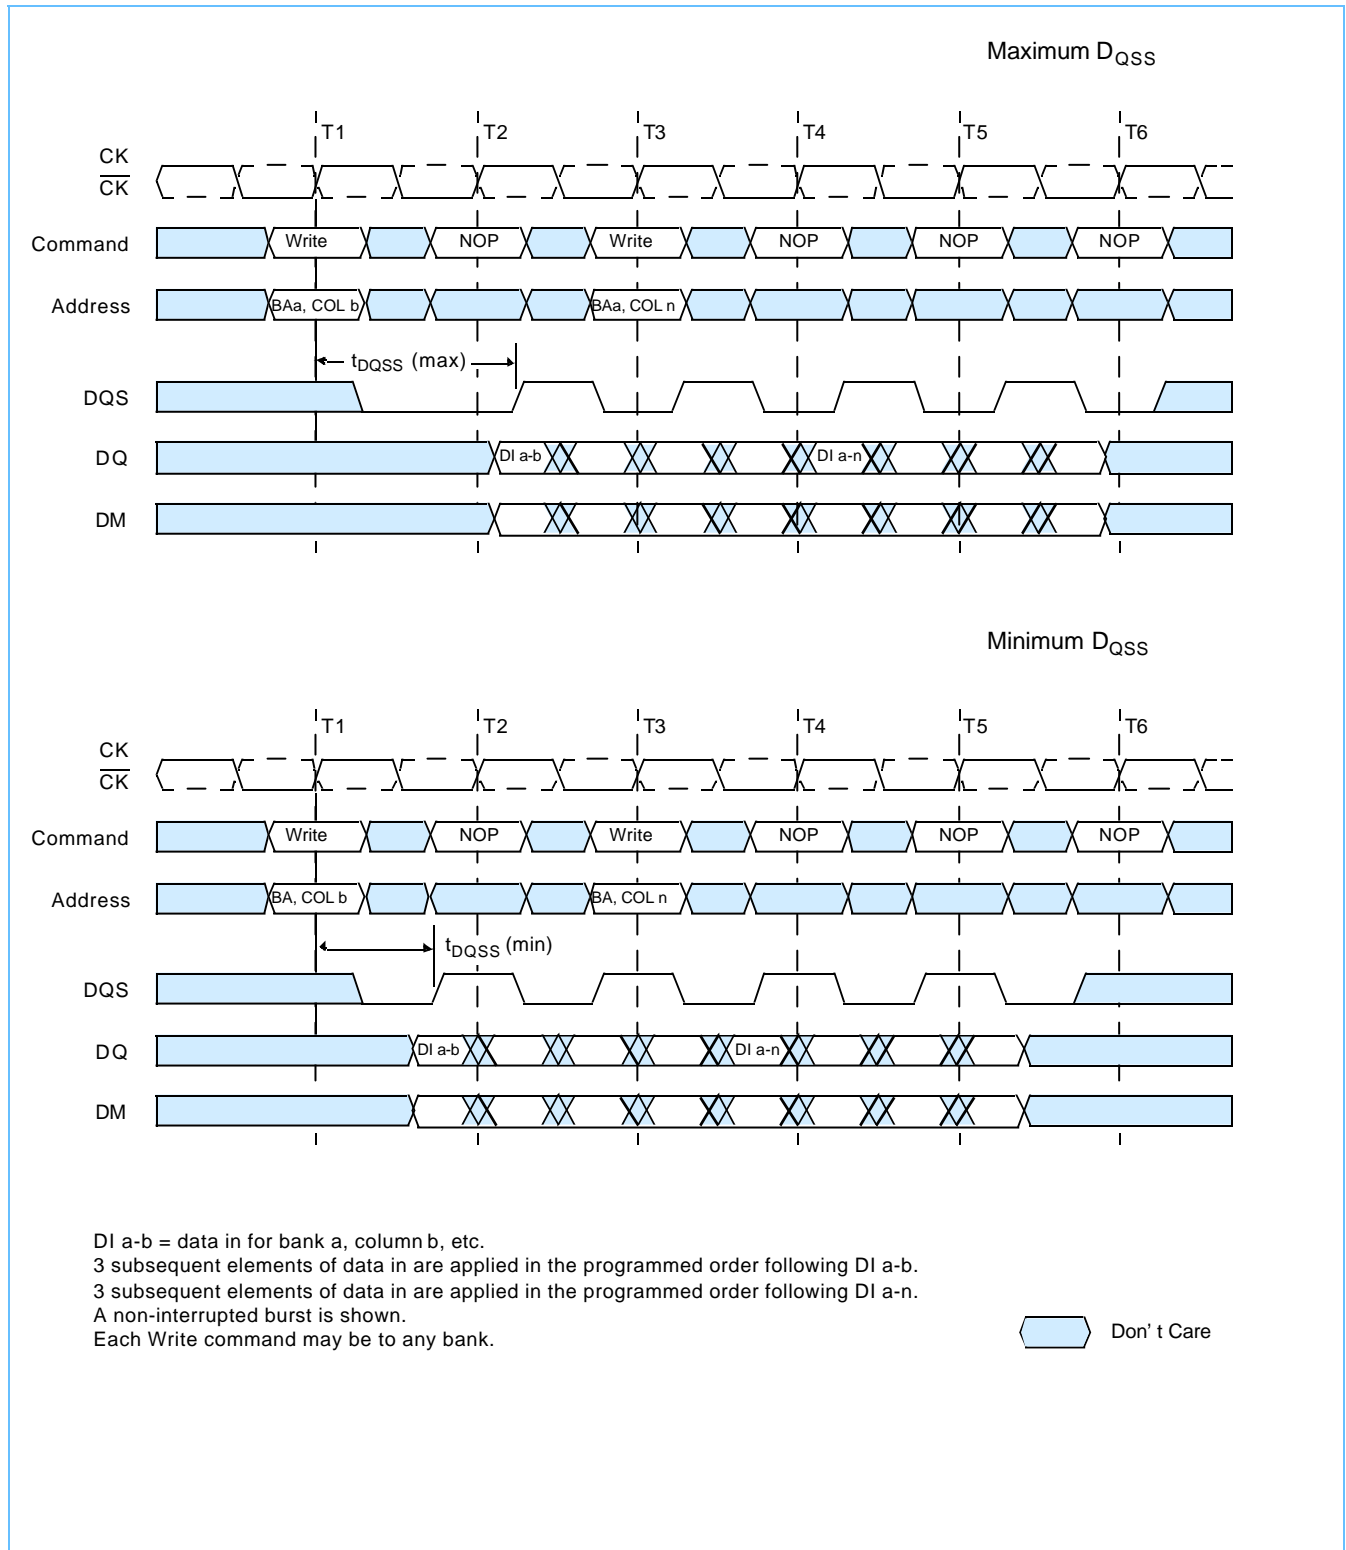 Maximum DQSS
T1 T2 T3 T4 T5 T6
CK
CK
Command Write NOP Write NOP NOP NOP
Address BAa, COL b BAa, COL n
tDQSS (max)
DQS
DQ DI a-b DI a-n
DM
Minimum DQSS
T1 T2 T3 T4 T5 T6
CK
CK
Command Write NOP Write NOP NOP NOP
Address BA, COL b BA, COL n
tDQSS (min)
DQS
DQ DI a-b DI a-n
DM
DI a-b = data in for bank a, column b, etc.
3 subsequent elements of data in are applied in the programmed order following DI a-b.
3 subsequent elements of data in are applied in the programmed order following DI a-n.
A non-interrupted burst is shown.
Each Write command may be to any bank.
Don' t Care